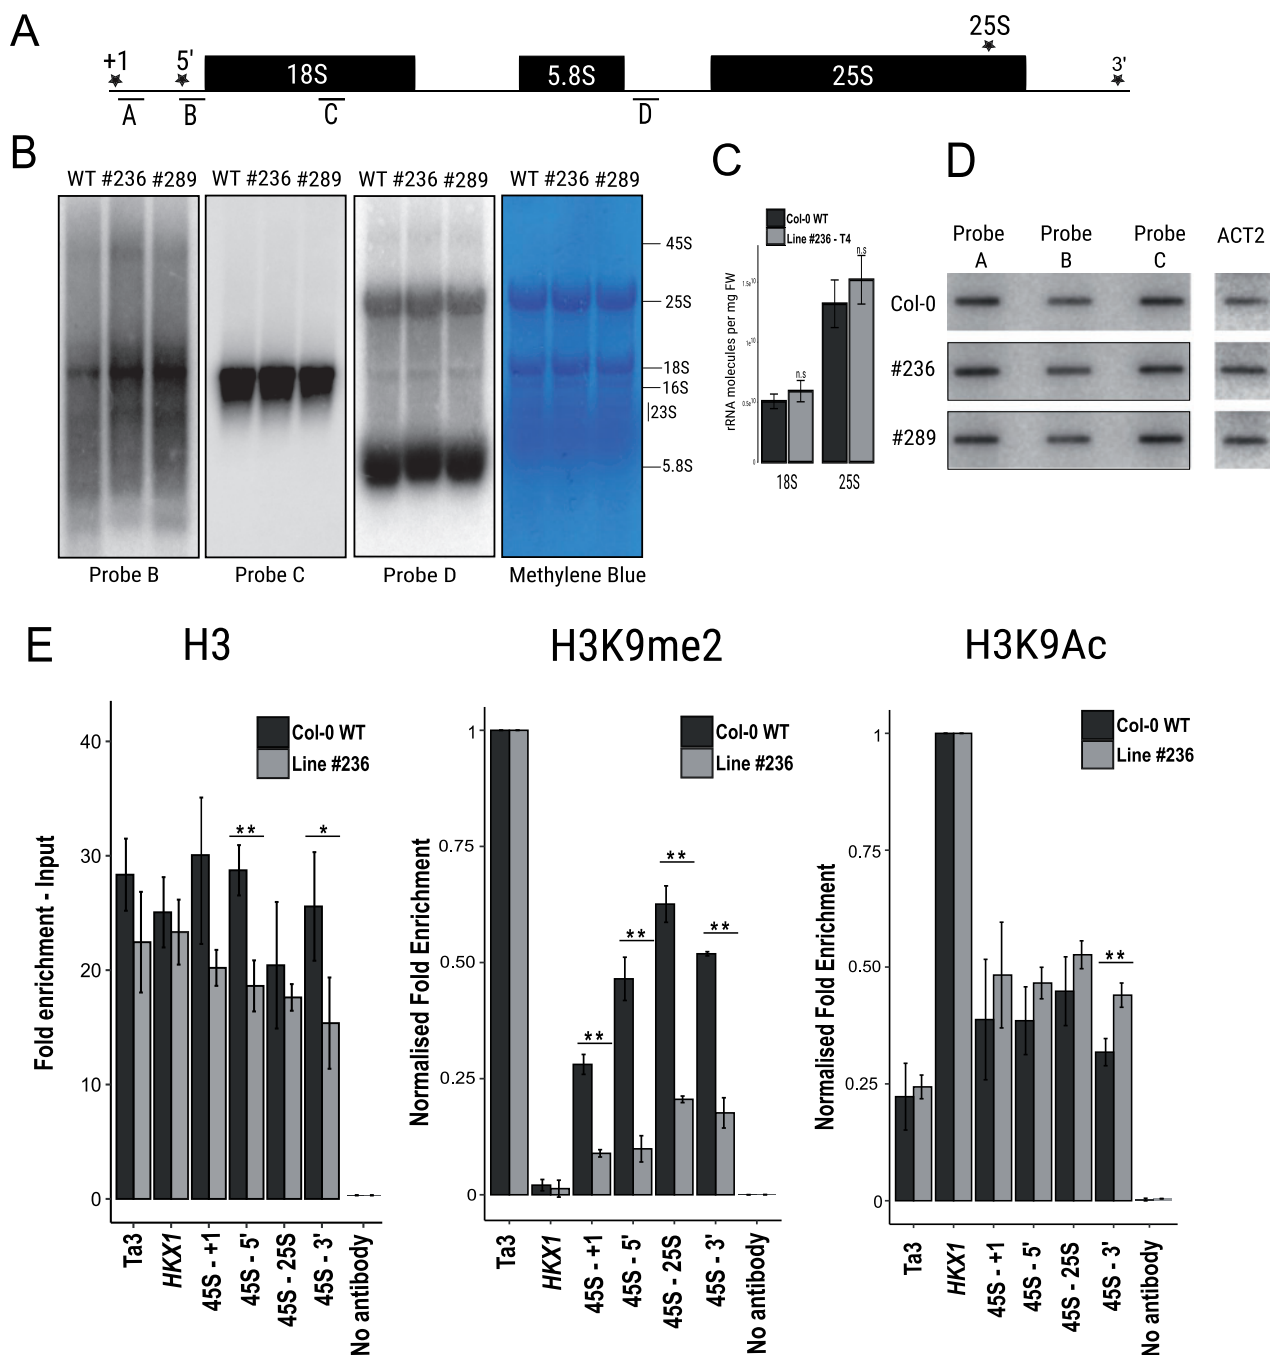 A
+1
5'
18S
5.8S
25S
25S
3'
A
B
C
D
B
WT #236 #289
WT #236 #289
WT #236 #289
WT #236 #289
45S
25S
18S
16S
23S
5.8S
Probe B
Probe C
Probe D
Methylene Blue
C
Col-0 WT
Line #236 - T4
rRNA molecules per mg FW
0
n.s
n.s
18S
25S
D
Probe A
Probe B
Probe C
ACT2
Col-0
#236
#289
E
H3
Col-0 WT
Line #236
Fold enrichment - Input
40
30
20
10
0
**
*
Ta3
HKX1
45S - +1
45S - 5'
45S - 25S
45S - 3'
No antibody
H3K9me2
Col-0 WT
Line #236
Normalised Fold Enrichment
1
0.75
0.50
0.25
0
**
**
**
**
Ta3
HKX1
45S - +1
45S - 5'
45S - 25S
45S - 3'
No antibody
H3K9Ac
Col-0 WT
Line #236
Normalised Fold Enrichment
1
0.75
0.50
0.25
0
**
Ta3
HKX1
45S - +1
45S - 5'
45S - 25S
45S - 3'
No antibody